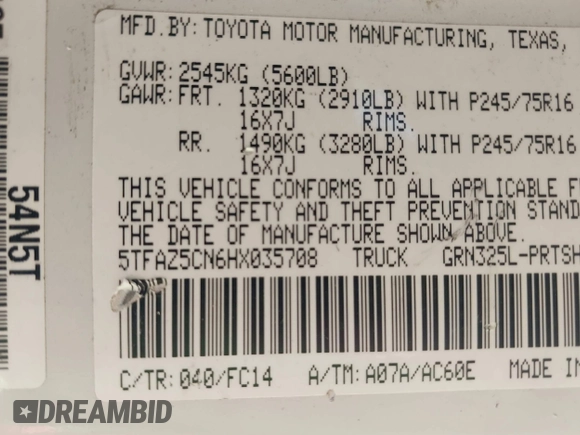 MFD.BY:TOYOTA MOTOR MANUFACTURING, TEXAS,
GVWR:2545KG (5600LB)
GAWR:FRT. 1320KG (2910LB) WITH P245/75R16
16X7J RIMS.
RR. 1490KG (3280LB) WITH P245/75R16
16X7J RIMS.
THIS VEHICLE CONFORMS TO ALL APPLICABLE F
VEHICLE SAFETY AND THEFT PREVENTION STAND
THE DATE OF MANUFACTURE SHOWN ABOVE.
5TFAZ5CN6HX035708 TRUCK GRN325L-PRTSH
C/TR:040/FC14 A/TM:A07A/AC60E MADE IN
54N5T
DREAMBID